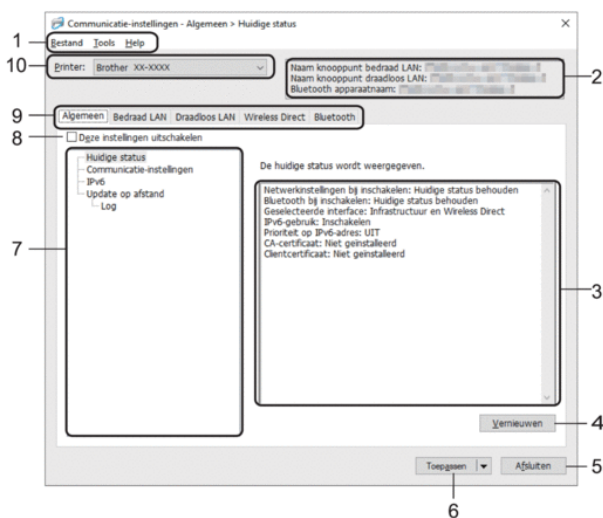 Communicatie-instellingen - Algemeen > Huidige status
1
Bestand Tools Help
10
Printer: Brother XX-XXXX
Naam knooppunt bedraad LAN:
Naam knooppunt draadloos LAN:
Bluetooth apparaatnaam:
2
9
Algemeen Bedraad LAN Draadloos LAN Wireless Direct Bluetooth
8
Deze instellingen uitschakelen
Huidige status
Communicatie-instellingen
IPv6
Update op afstand
Log
7
De huidige status wordt weergegeven.
Netwerkinstellingen bij inschakelen: Huidige status behouden
Bluetooth bij inschakelen: Huidige status behouden
Geselecteerde interface: Infrastructuur en Wireless Direct
IPv6-gebruik: Inschakelen
Prioriteit op IPv6-adres: UIT
CA-certificaat: Niet geïnstalleerd
Clientcertificaat: Niet geïnstalleerd
3
Vernieuwen
4
Toepassen
Afsluiten
5
6